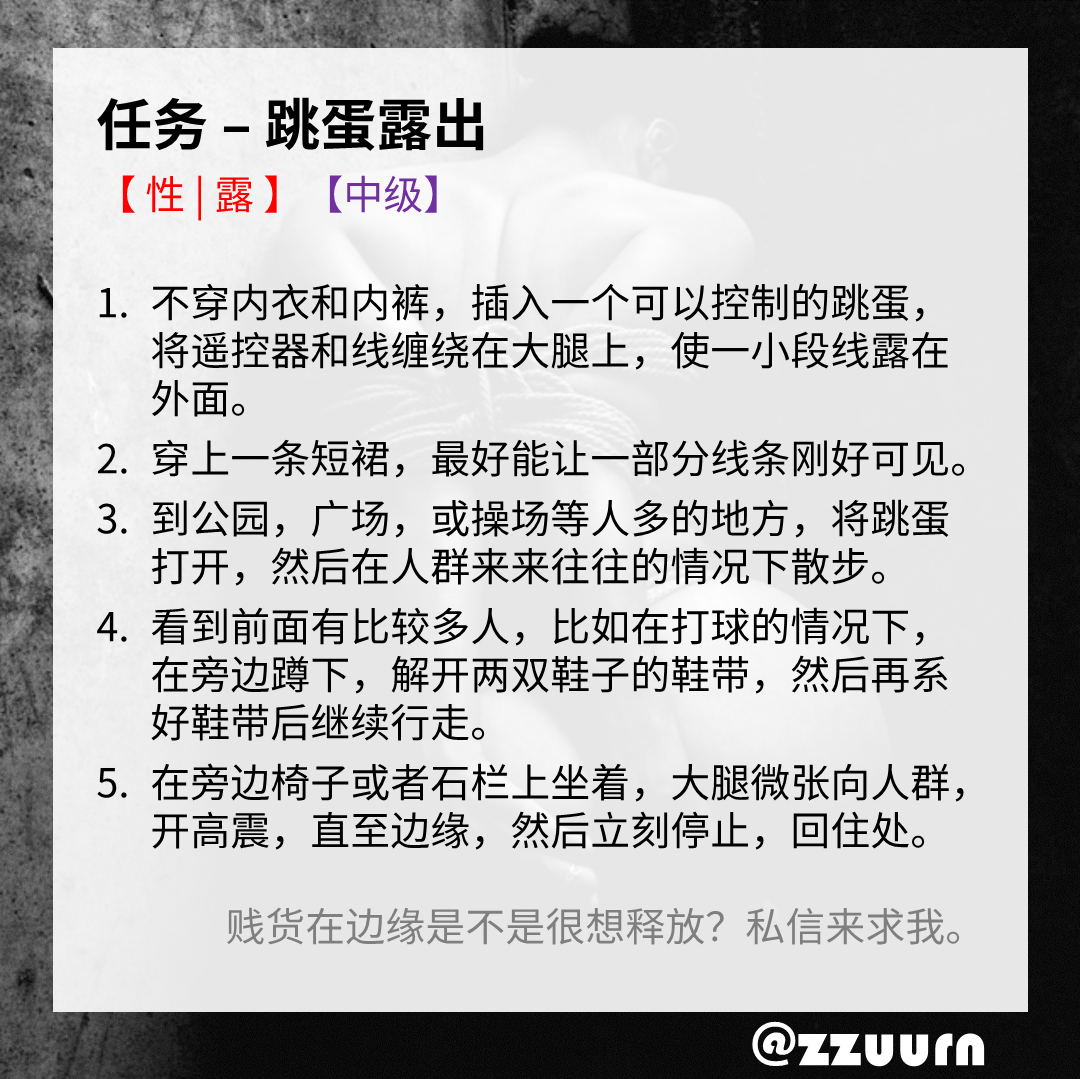 任务 – 跳蛋露出
【 性 | 露 】 【中级】
1. 不穿内衣和内裤，插入一个可以控制的跳蛋，
将遥控器和线缠绕在大腿上，使一小段线露在
外面。
2. 穿上一条短裙，最好能让一部分线条刚好可见。
3. 到公园，广场，或操场等人多的地方，将跳蛋
打开，然后在人群来来往往的情况下散步。
4. 看到前面有比较多人，比如在打球的情况下，
在旁边蹲下，解开两双鞋子的鞋带，然后再系
好鞋带后继续行走。
5. 在旁边椅子或者石栏上坐着，大腿微张向人群，
开高震，直至边缘，然后立刻停止，回住处。
贱货在边缘是不是很想释放？私信来求我。
@zzuurn